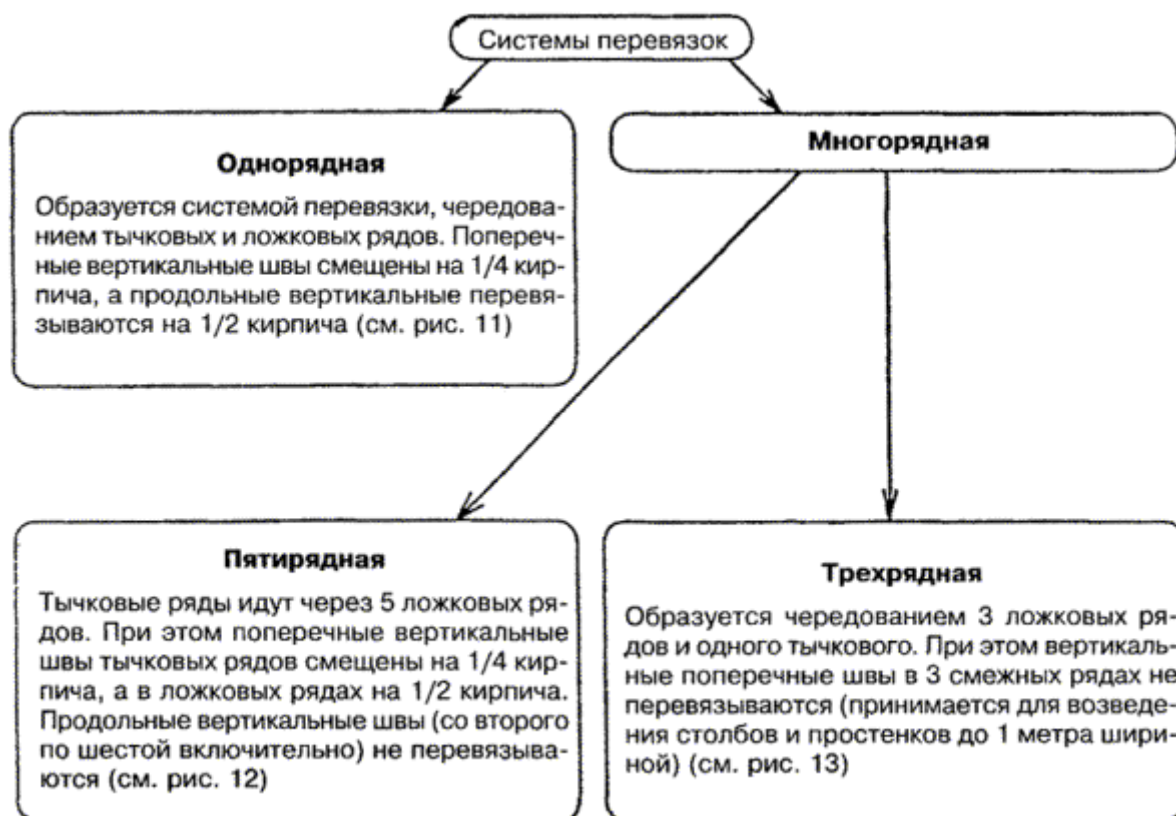 Системы перевязок
Однорядная
Образуется системой перевязки, чередова-
нием тычковых и ложковых рядов. Попереч-
ные вертикальные швы смещены на 1/4 кир-
пича, а продольные вертикальные перевя-
зываются на 1/2 кирпича (см. рис. 11)
Многорядная
Пятирядная
Тычковые ряды идут через 5 ложковых ря-
дов. При этом поперечные вертикальные
швы тычковых рядов смещены на 1/4 кир-
пича, а в ложковых рядах на 1/2 кирпича.
Продольные вертикальные швы (со второго
по шестой включительно) не перевязыва-
ются (см. рис. 12)
Трехрядная
Образуется чередованием 3 ложковых ря-
дов и одного тычкового. При этом вертикаль-
ные поперечные швы в 3 смежных рядах не
перевязываются (принимается для возведе-
ния столбов и простенков до 1 метра шири-
ной) (см. рис. 13)